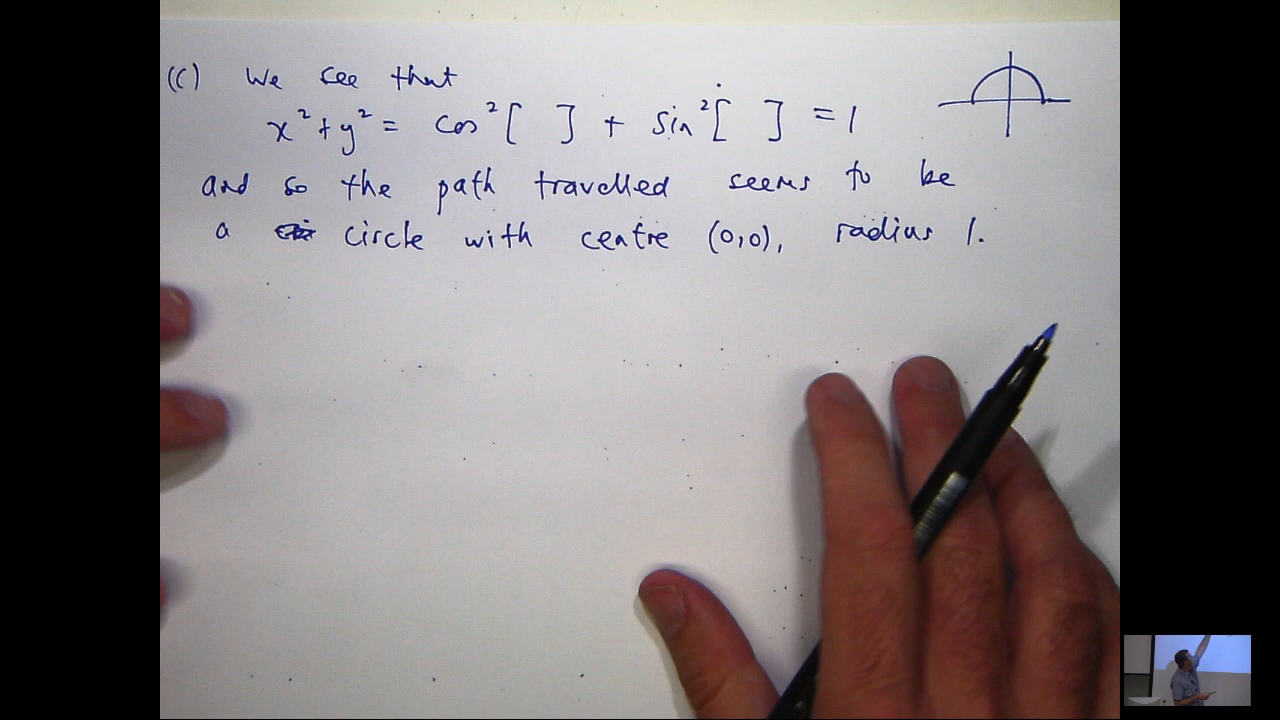 (c) We see that
x² + y² = cos²[ ] + sin²[ ] = 1
and so the path travelled seems to be
a circle with centre (0,0), radius 1.